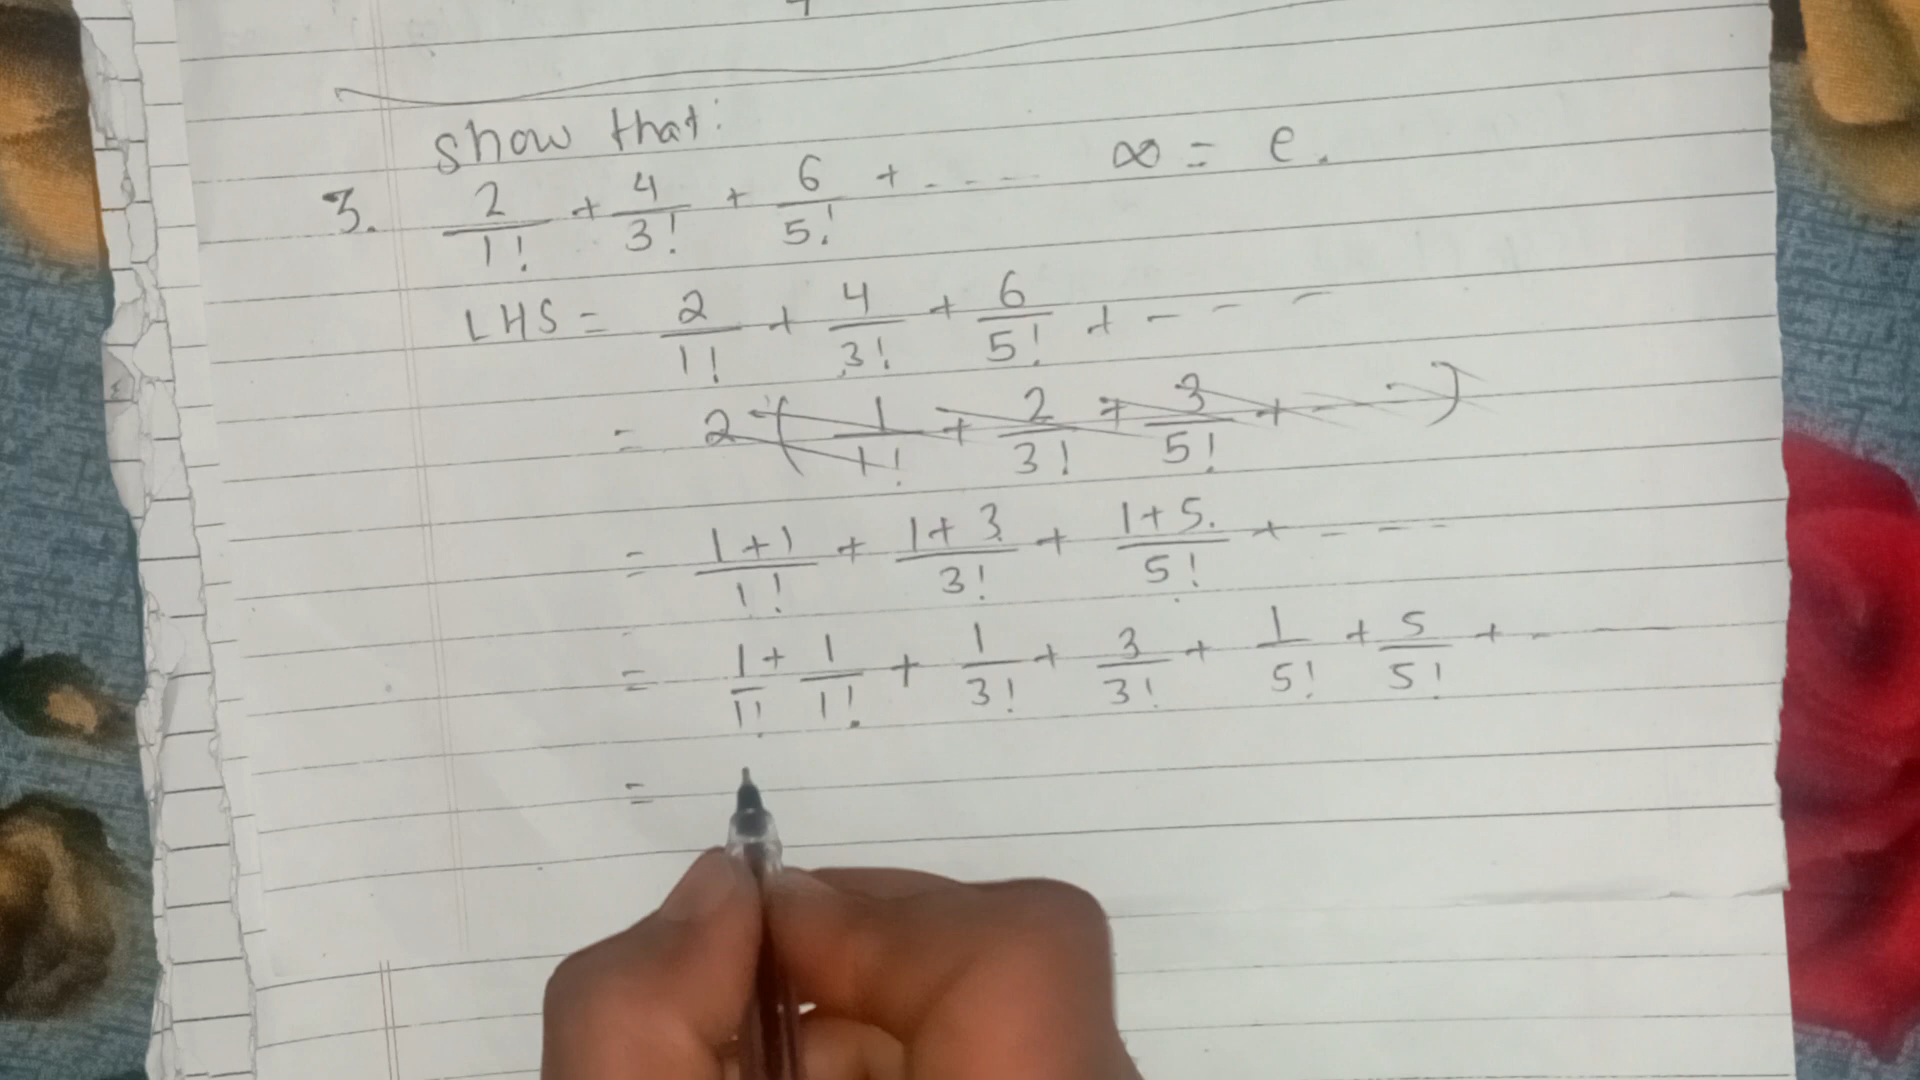 show that:
3. 2/1! + 4/3! + 6/5! + - - - - ∞ = e.
LHS = 2/1! + 4/3! + 6/5! + - - -
= 2 ( 1/1! + 2/3! + 3/5! + - - - )
= 1+1/1! + 1+3/3! + 1+5/5! + - - -
= 1/1! + 1/1! + 1/3! + 3/3! + 1/5! + 5/5! + - —
=